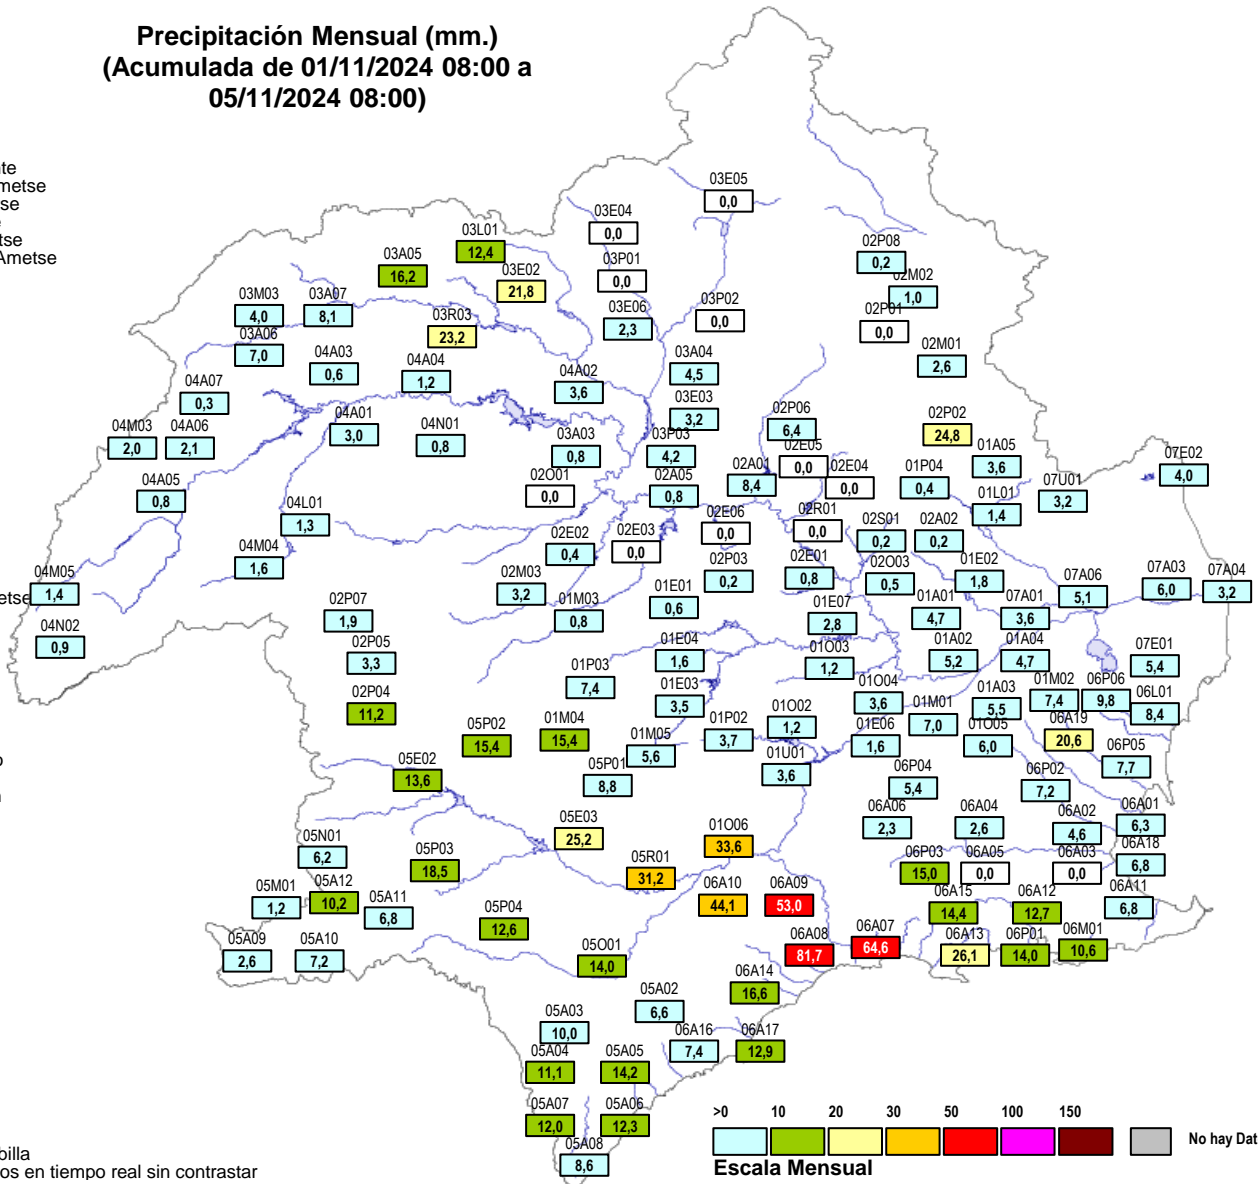 Precipitación Mensual (mm.)
(Acumulada de 01/11/2024 08:00 a
05/11/2024 08:00)
nte
metse
tse
e
tse
Ametse
03E05
0,0
03E04
0,0
03L01
12,4
03A05
16,2
03P01
0,0
03E02
21,8
02P08
0,2
02M02
1,0
03M03
4,0
03A07
8,1
03R03
23,2
03E06
2,3
03P02
0,0
02P01
0,0
03A06
7,0
04A03
0,6
04A04
1,2
04A02
3,6
03A04
4,5
02M01
2,6
04A07
0,3
03E03
3,2
04M03
2,0
04A06
2,1
04A01
3,0
04N01
0,8
03A03
0,8
03P03
4,2
02P06
6,4
02P02
24,8
04A05
0,8
02O01
0,0
02A05
0,8
02A01
8,4
02E05
0,0
02E04
0,0
01P04
0,4
01A05
3,6
07E02
4,0
07U01
3,2
04L01
1,3
02E06
0,0
02R01
0,0
01L01
1,4
04M04
1,6
02E02
0,4
02E03
0,0
02S01
0,2
02A02
0,2
04M05
1,4
etse
02M03
3,2
02P03
0,2
02E01
0,8
02O03
0,5
01E02
1,8
07A06
5,1
07A03
6,0
07A04
3,2
04N02
0,9
02P07
1,9
01M03
0,8
01E01
0,6
01E07
2,8
01A01
4,7
07A01
3,6
02P05
3,3
01E04
1,6
01O03
1,2
01A02
5,2
01A04
4,7
07E01
5,4
02P04
11,2
01P03
7,4
01E03
3,5
01O04
3,6
01A03
5,5
01M02
7,4
06P06
9,8
06L01
8,4
05P02
15,4
01M04
15,4
01M05
5,6
01P02
3,7
01O02
1,2
01E06
1,6
01M01
7,0
01O05
6,0
06A19
20,6
o
05E02
13,6
05P01
8,8
01U01
3,6
06P04
5,4
06P02
7,2
06P05
7,7
05N01
6,2
05E03
25,2
01O06
33,6
06A06
2,3
06A04
2,6
06A02
4,6
06A01
6,3
05P03
18,5
05R01
31,2
06P03
15,0
06A05
0,0
06A03
0,0
06A18
6,8
05M01
1,2
05A12
10,2
05A11
6,8
06A10
44,1
06A09
53,0
06A15
14,4
06A12
12,7
06A11
6,8
05A09
2,6
05A10
7,2
05P04
12,6
05O01
14,0
06A08
81,7
06A07
64,6
06A13
26,1
06P01
14,0
06M01
10,6
06A14
16,6
05A02
6,6
05A03
10,0
06A16
7,4
06A17
12,9
05A04
11,1
05A05
14,2
05A07
12,0
05A06
12,3
05A08
8,6
>0 10 20 30 50 100 150
No hay Dat
Escala Mensual
billa
os en tiempo real sin contrastar